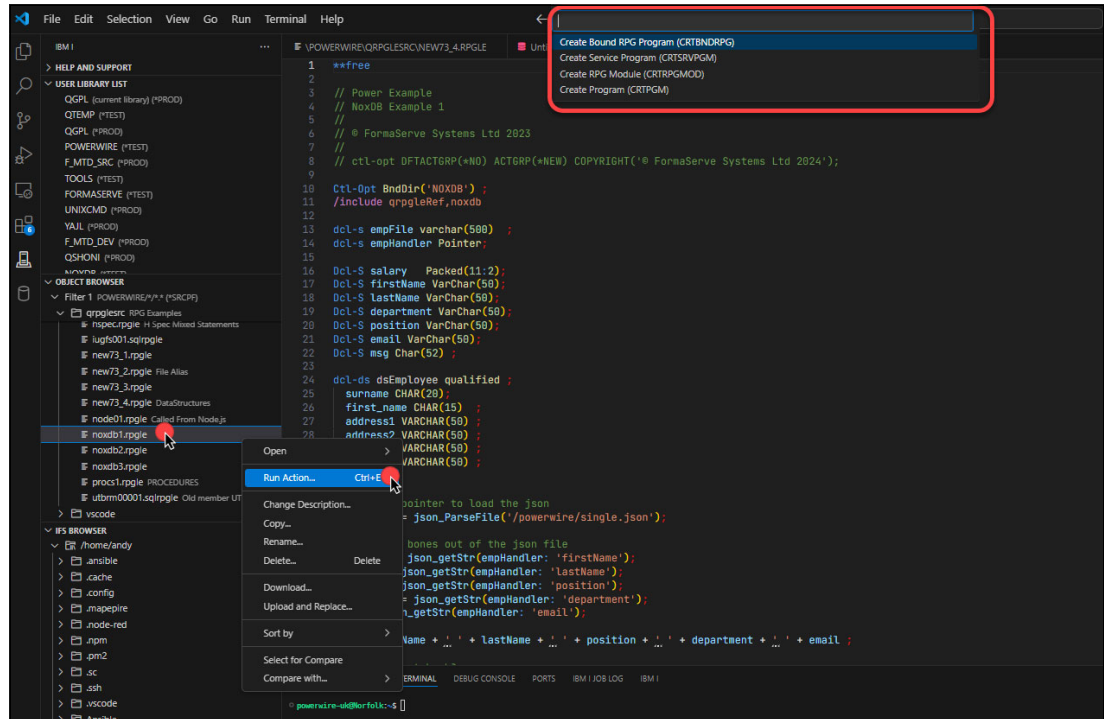 File Edit Selection View Go Run Terminal Help
Create Bound RPG Program (CRTBNDRPG)
Create Service Program (CRTSRVPGM)
Create RPG Module (CRTRPGMOD)
Create Program (CRTPGM)
IBM I
HELP AND SUPPORT
USER LIBRARY LIST
QGPL (current library) (*PROD)
QTEMP (*TEST)
QGPL (*PROD)
POWERWIRE (*TEST)
F_MTD_SRC (*PROD)
TOOLS (*TEST)
FORMASERVE (*TEST)
UNIXCMD (*PROD)
YAJL (*PROD)
F_MTD_DEV (*PROD)
QSHONI (*PROD)
NOXDB (*TEST)
6
OBJECT BROWSER
Filter 1 POWERWIRE/*/*.* (*SRCPF)
qrpglesrc RPG Examples
hspec.rpgle H Spec Mixed Statements
iugfs001.sqlrpgle
new73_1.rpgle
new73_2.rpgle File Alias
new73_3.rpgle
new73_4.rpgle DataStructures
node01.rpgle Called From Node.js
noxdb1.rpgle
noxdb2.rpgle
noxdb3.rpgle
procs1.rpgle PROCEDURES
utbrm00001.sqlrpgle Old member UT
vscode
IFS BROWSER
/home/andy
.ansible
.cache
.config
.mapepire
.node-red
.npm
.pm2
.sc
.ssh
.vscode
Ansible
\POWERWIRE\QRPGLESRC\NEW73_4.RPGLE
1 **free
2
3 // Power Example
4 // NoxDB Example 1
5 //
6 // © FormaServe Systems Ltd 2023
7 //
8 // ctl-opt DFTACTGRP(*NO) ACTGRP(*NEW) COPYRIGHT('© FormaServe Systems Ltd 2024');
9
10 Ctl-Opt BndDir('NOXDB') ;
11 /include qrpgleRef,noxdb
12
13 dcl-s empFile varchar(500) ;
14 dcl-s empHandler Pointer;
15
16 Dcl-S salary Packed(11:2);
17 Dcl-S firstName VarChar(50);
18 Dcl-S lastName VarChar(50);
19 Dcl-S department VarChar(50);
20 Dcl-S position VarChar(50);
21 Dcl-S email VarChar(50);
22 Dcl-S msg Char(52) ;
23
24 dcl-ds dsEmployee qualified ;
25 surname CHAR(20);
26 first_name CHAR(15) ;
27 address1 VARCHAR(50) ;
28 address2 VARCHAR(50) ;
VARCHAR(50) ;
VARCHAR(50) ;
pointer to load the json
= json_ParseFile('/powerwire/single.json');
bones out of the json file
json_getStr(empHandler: 'firstName');
json_getStr(empHandler: 'lastName');
json_getStr(empHandler: 'position');
= json_getStr(empHandler: 'department');
n_getStr(empHandler: 'email');
Name + ' ' + lastName + ' ' + position + ' ' + department + ' ' + email ;
Open
Run Action... Ctrl+E
Change Description...
Copy...
Rename...
Delete... Delete
Download...
Upload and Replace...
Sort by
Select for Compare
Compare with...
ERMINAL DEBUG CONSOLE PORTS IBM I JOB LOG IBM I
powerwire-uk@Norfolk:~$